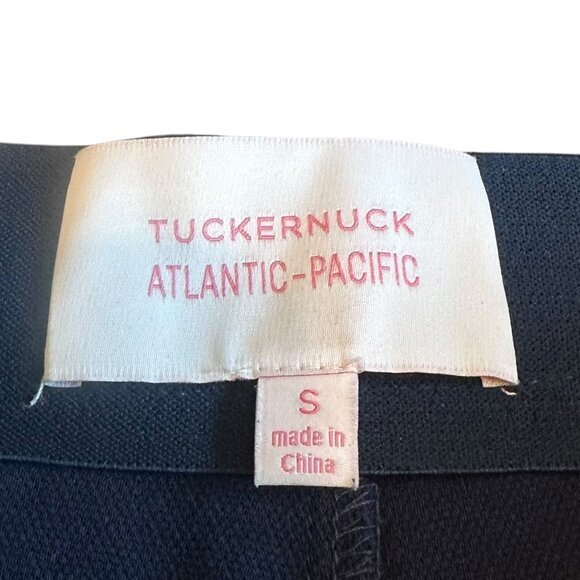 TUCKERNUCK
ATLANTIC-PACIFIC
S
made in
China